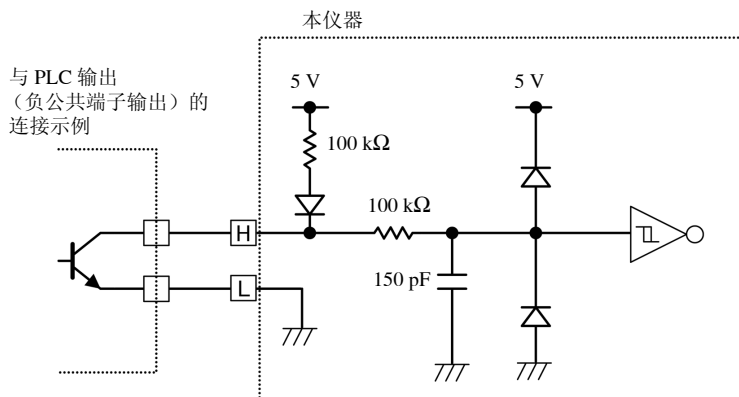 本仪器
与 PLC 输出
（负公共端子输出）的
连接示例
5 V
5 V
100 kΩ
100 kΩ
H
150 pF
L